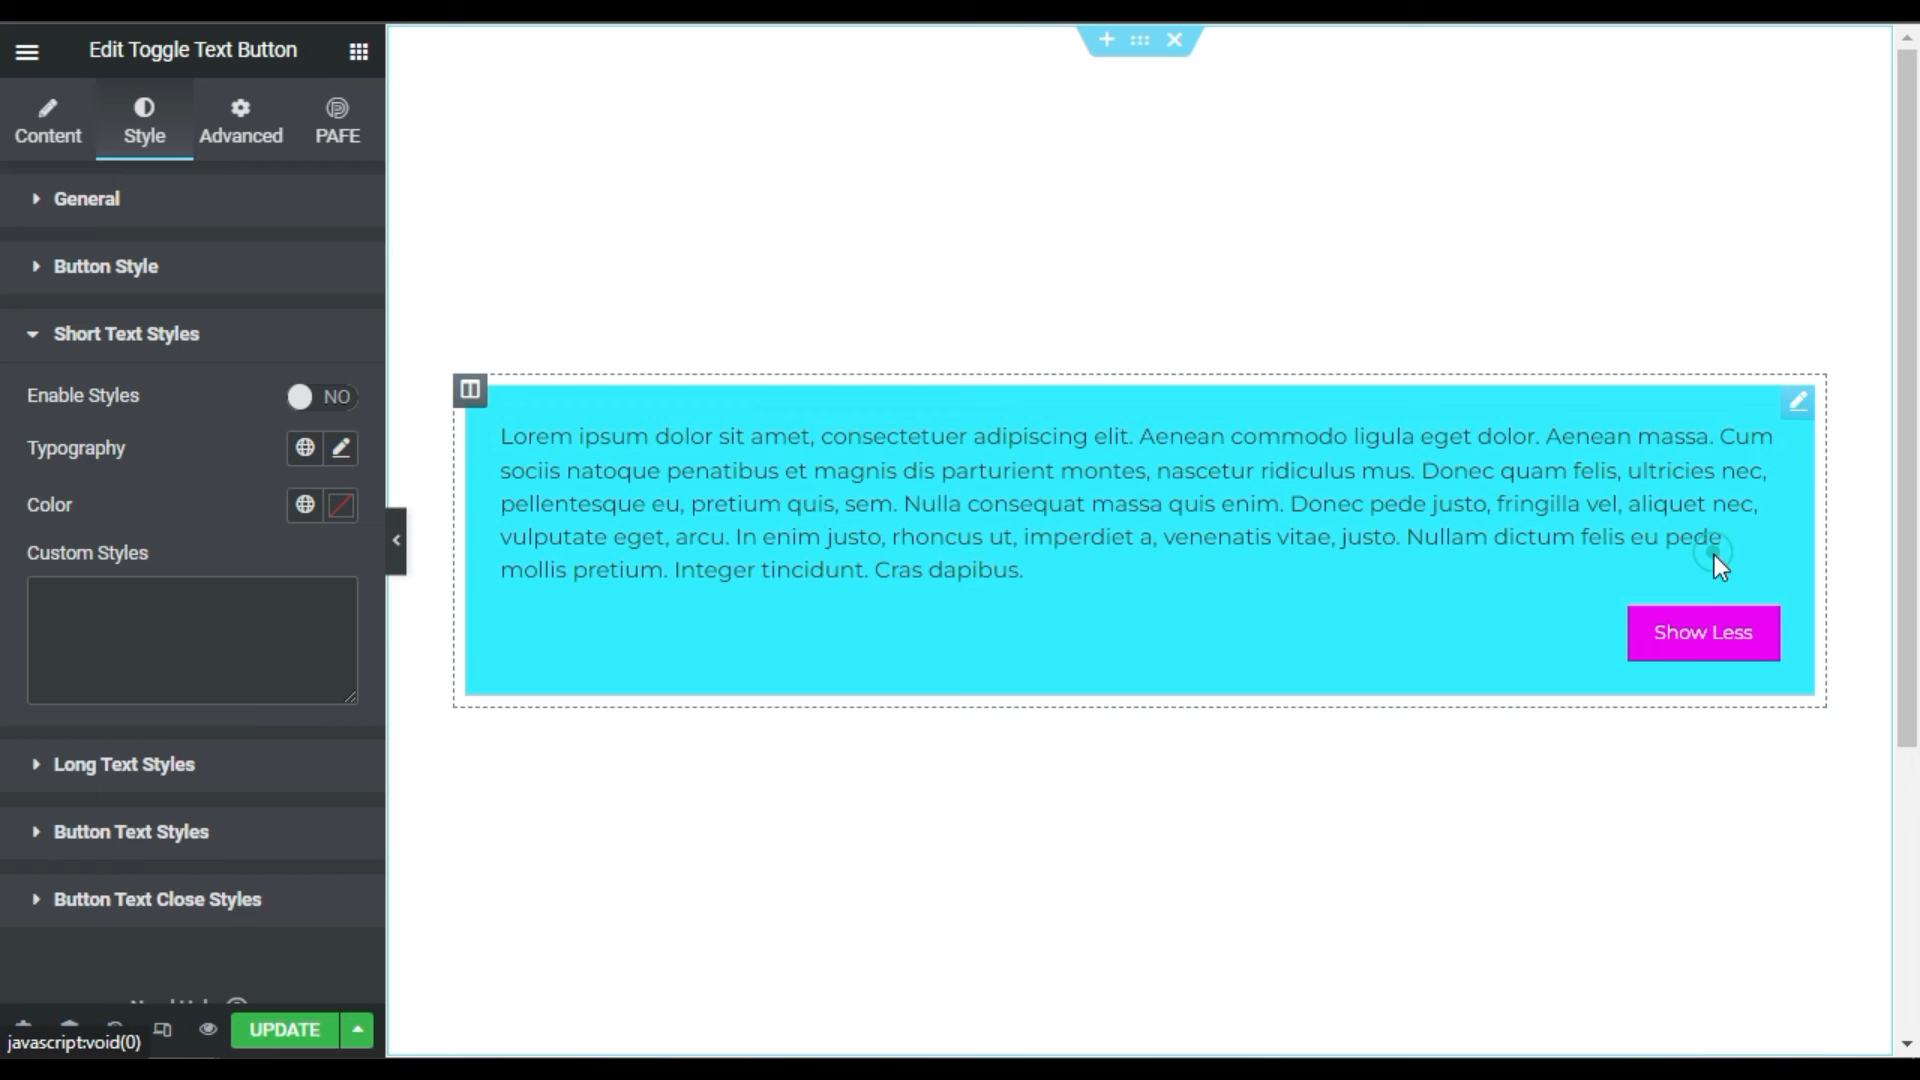 Edit Toggle Text Button
Content
Style
Advanced
PAFE
General
Button Style
Short Text Styles
Enable Styles
NO
Typography
Color
Custom Styles
Long Text Styles
Button Text Styles
Button Text Close Styles
UPDATE
javascript:void(0)
Lorem ipsum dolor sit amet, consectetuer adipiscing elit. Aenean commodo ligula eget dolor. Aenean massa. Cum
sociis natoque penatibus et magnis dis parturient montes, nascetur ridiculus mus. Donec quam felis, ultricies nec,
pellentesque eu, pretium quis, sem. Nulla consequat massa quis enim. Donec pede justo, fringilla vel, aliquet nec,
vulputate eget, arcu. In enim justo, rhoncus ut, imperdiet a, venenatis vitae, justo. Nullam dictum felis eu pede
mollis pretium. Integer tincidunt. Cras dapibus.
Show Less